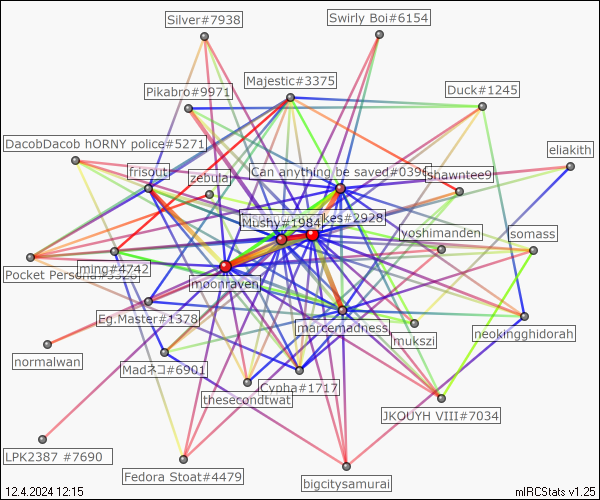 Silver#7938
Swirly Boi#6154
Majestic#3375
Pikabro#9971
Duck#1245
DacobDacob hORNY police#5271
eliakith
frisout
zebula
Can anything be saved#0396
shawntee9
Mushy#1984
kes#2928
yoshimanden
somass
Pocket Persona#
ming#4742
moonraven
Eg.Master#1378
marcemadness
neokingghidorah
mukszi
normalwan
Madネコ#6901
Cypha#1717
thesecondtwat
JKOUYH VIII#7034
LPK2387 #7690
Fedora Stoat#4479
bigcitysamurai
12.4.2024 12:15
mIRCStats v1.25